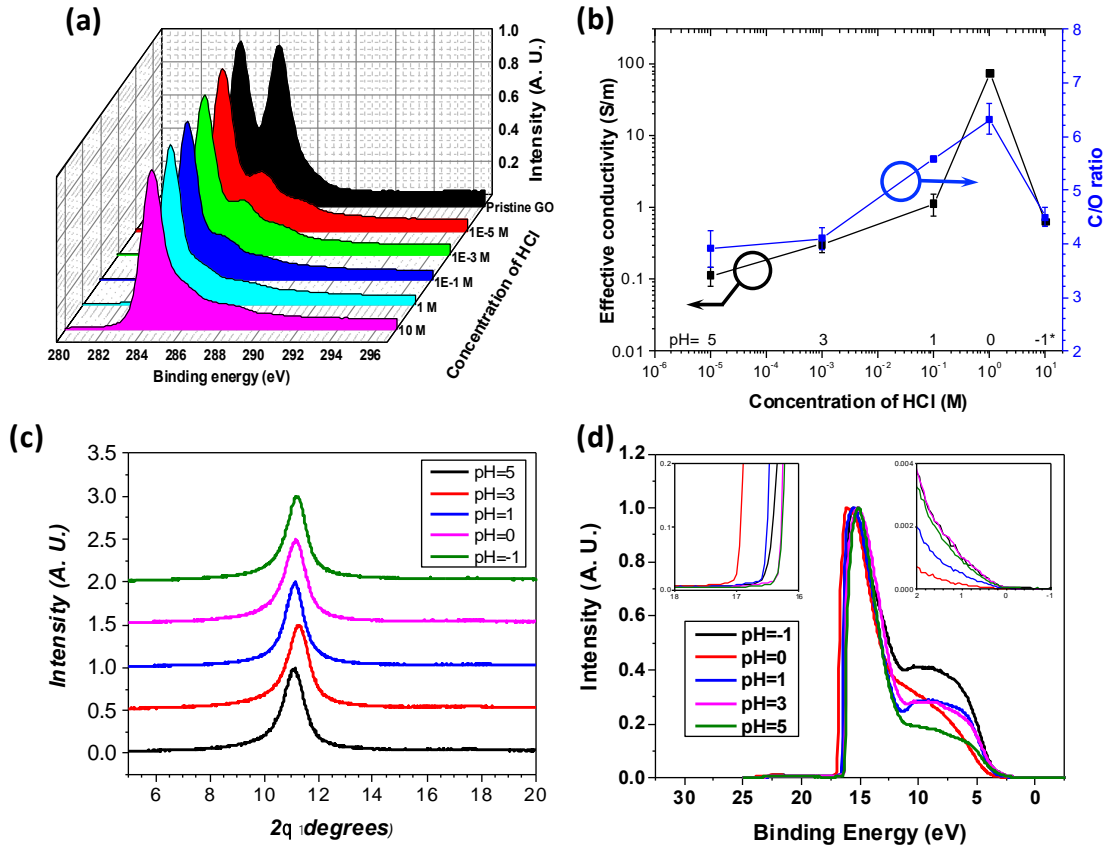 (a)
1.0
0.8
0.6
0.4
0.2
Intensity (A. U.)
Pristine GO
1E-5 M
1E-3 M
1E-1 M
1 M
10 M
Concentration of HCl
280 282 284 286 288 290 292 294 296
Binding energy (eV)
(b)
100
10
1
0.1
0.01
Effective conductivity (S/m)
8
7
6
5
4
3
2
C/O ratio
pH= 5 3 1 0 -1*
10⁻⁶ 10⁻⁵ 10⁻⁴ 10⁻³ 10⁻² 10⁻¹ 10⁰ 10¹
Concentration of HCl (M)
(c)
3.5
3.0
2.5
2.0
1.5
1.0
0.5
0.0
Intensity (A. U.)
pH=5
pH=3
pH=1
pH=0
pH=-1
6 8 10 12 14 16 18 20
2q degrees)
(d)
1.2
1.0
0.8
0.6
0.4
0.2
0.0
Intensity (A. U.)
0.2
0.1
0.0
18 17 16
0.004
0.002
0.000
2 1 0 -1
pH=-1
pH=0
pH=1
pH=3
pH=5
30 25 20 15 10 5 0
Binding Energy (eV)